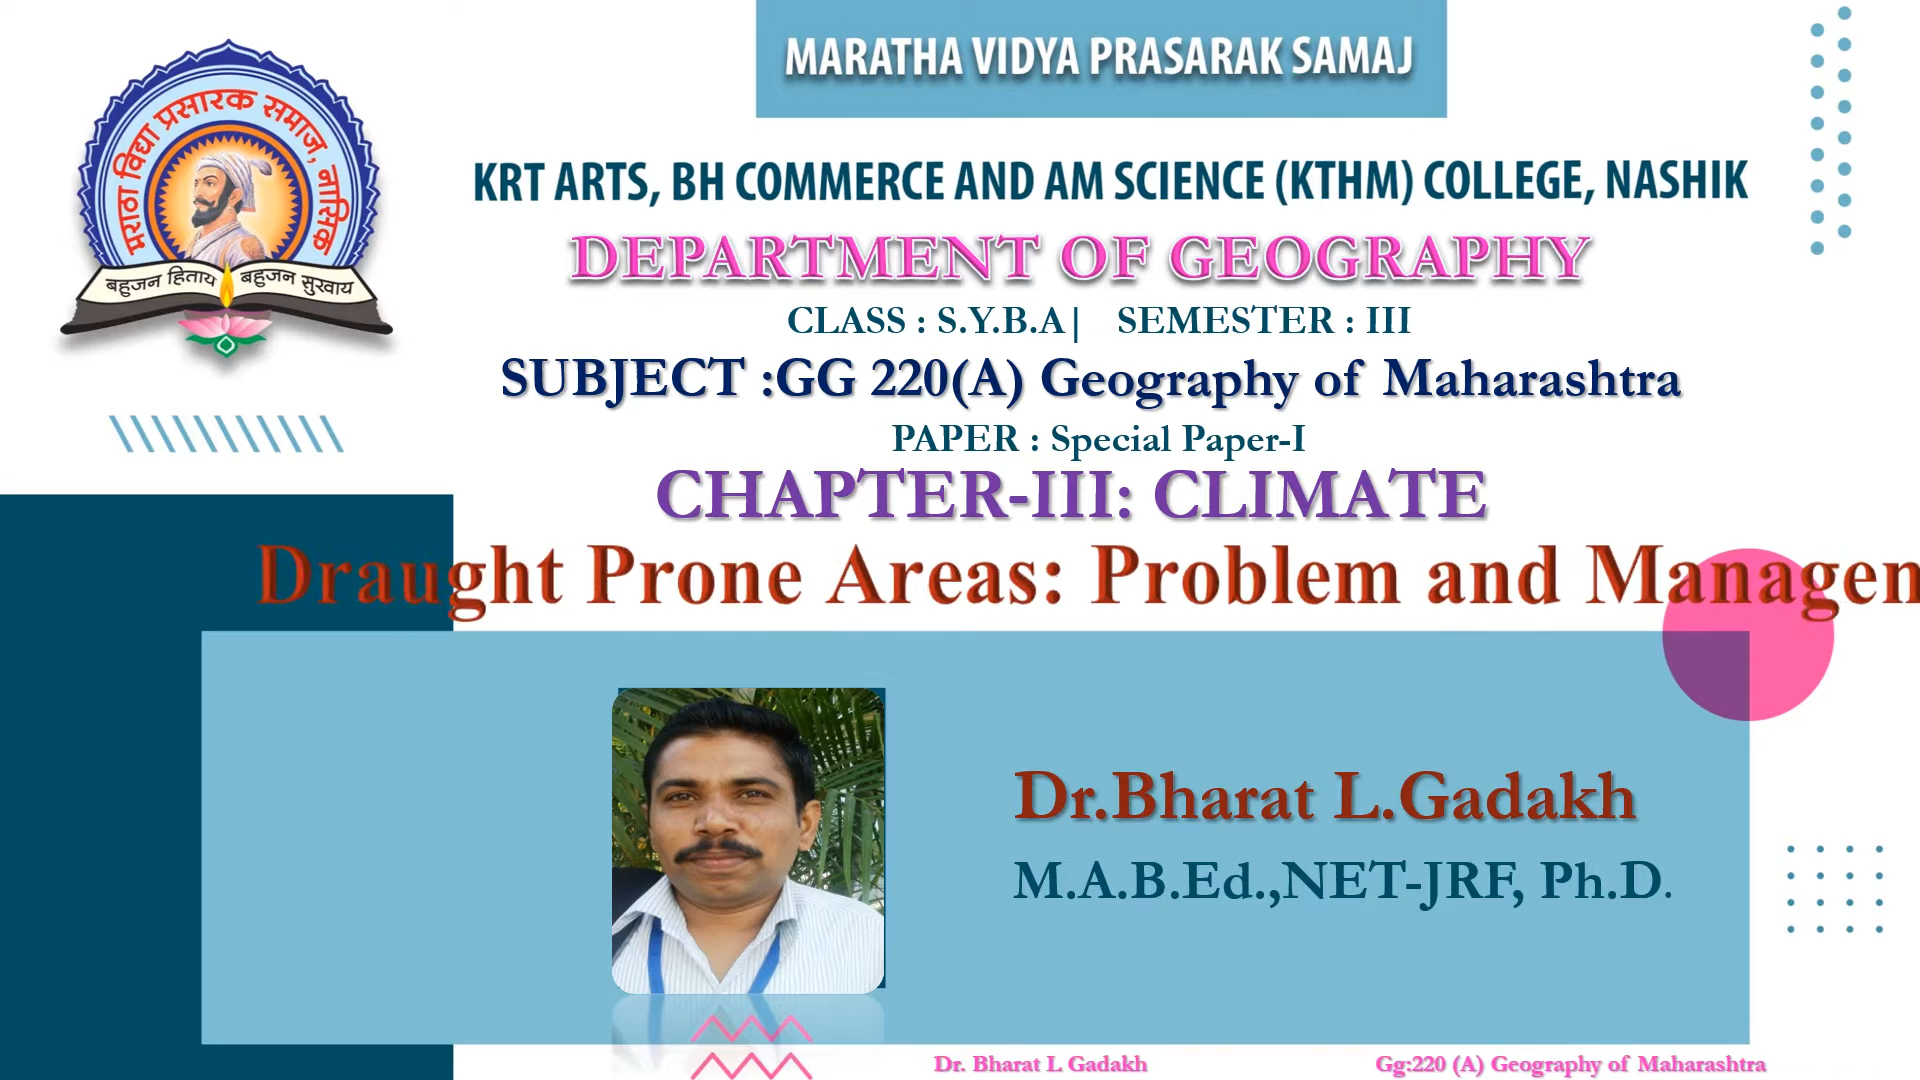 MARATHA VIDYA PRASARAK SAMAJ
मराठा विद्या प्रसारक समाज, नासिक
बहुजन हिताय बहुजन सुखाय
KRT ARTS, BH COMMERCE AND AM SCIENCE (KTHM) COLLEGE, NASHIK
DEPARTMENT OF GEOGRAPHY
CLASS : S.Y.B.A| SEMESTER : III
SUBJECT :GG 220(A) Geography of Maharashtra
PAPER : Special Paper-I
CHAPTER-III: CLIMATE
Draught Prone Areas: Problem and Managen
Dr.Bharat L.Gadakh
M.A.B.Ed.,NET-JRF, Ph.D.
Dr. Bharat L Gadakh Gg:220 (A) Geography of Maharashtra